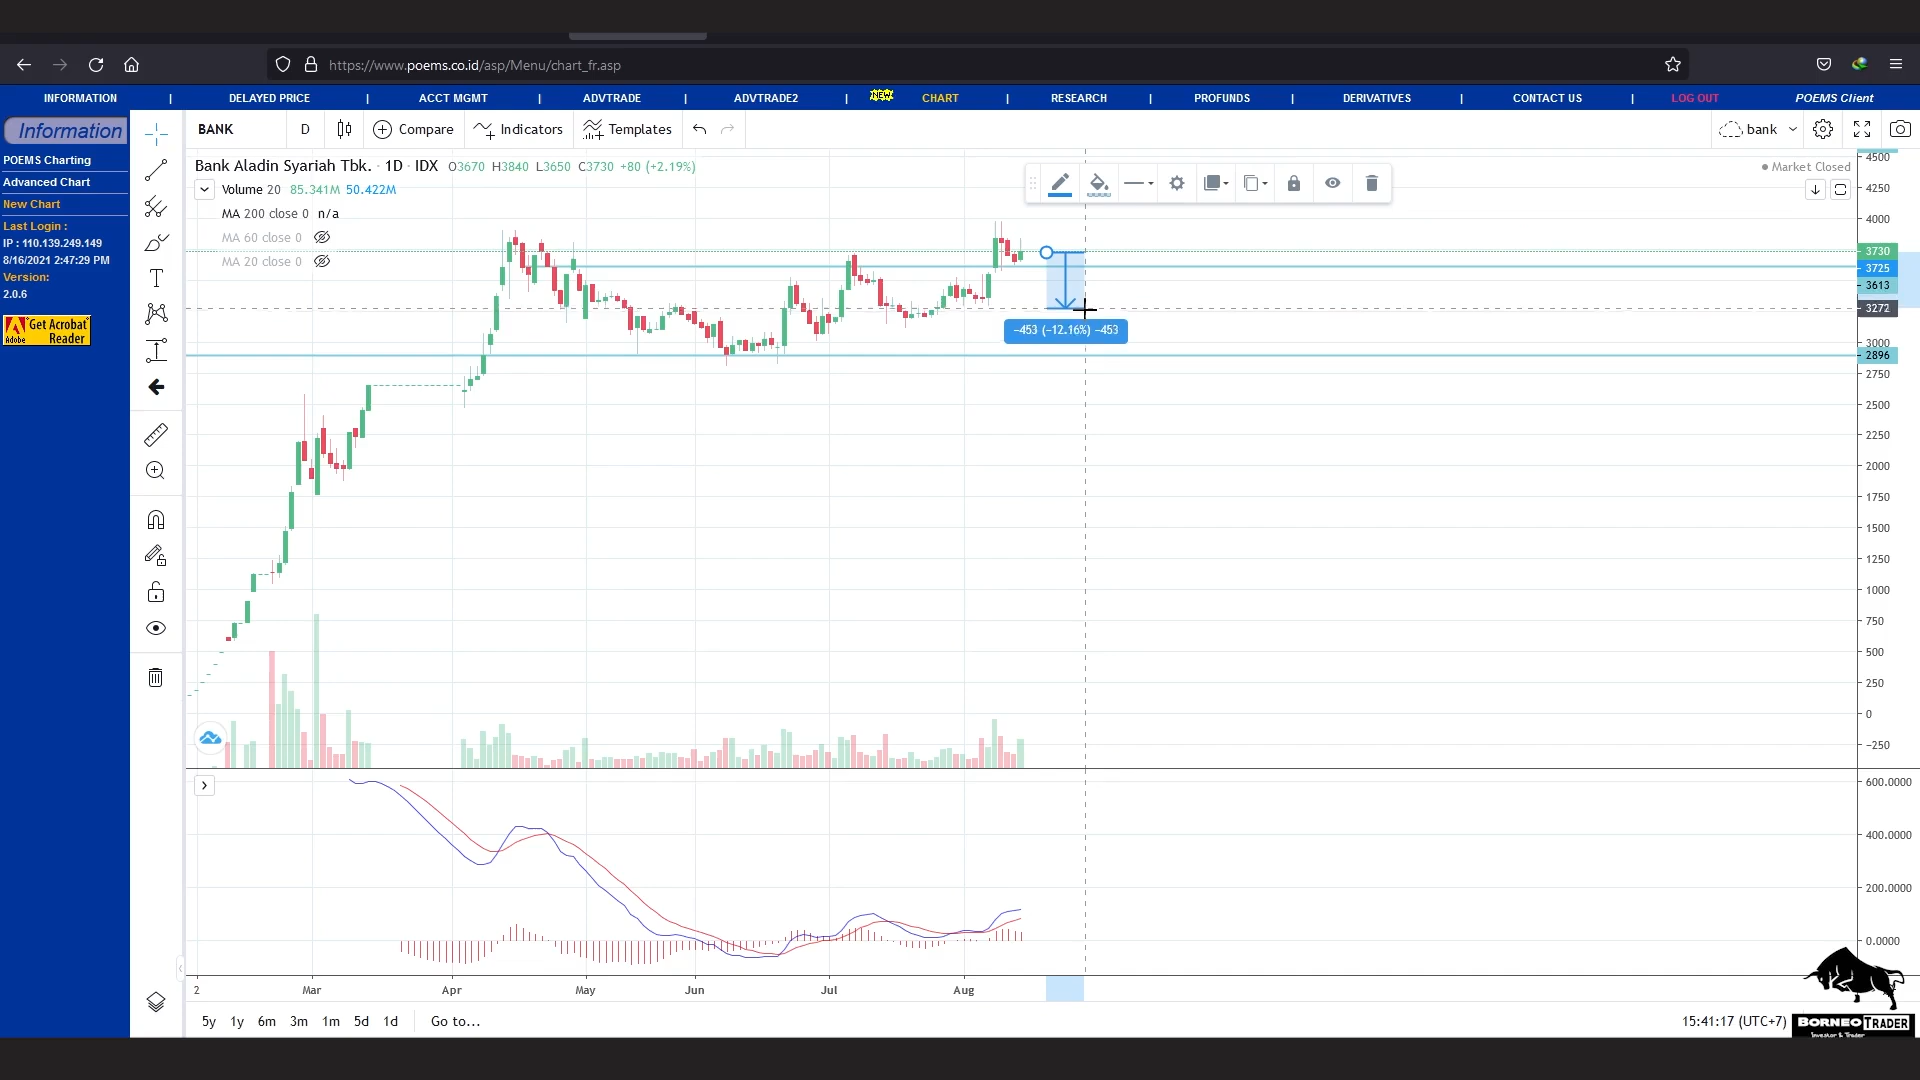 https://www.poems.co.id/asp/Menu/chart_fr.asp
INFORMATION | DELAYED PRICE | ACCT MGMT | ADVTRADE | ADVTRADE2 | NEW CHART | RESEARCH | PROFUNDS | DERIVATIVES | CONTACT US | LOG OUT POEMS Client
Information
POEMS Charting
Advanced Chart
New Chart
Last Login :
IP : 110.139.249.149
8/16/2021 2:47:29 PM
Version:
2.0.6
Get Acrobat
Adobe Reader
BANK D Compare Indicators Templates bank
Bank Aladin Syariah Tbk. · 1D · IDX O3670 H3840 L3650 C3730 +80 (+2.19%)
Market Closed
Volume 20 85.341M 50.422M
MA 200 close 0 n/a
MA 60 close 0
MA 20 close 0
−453 (−12.16%) −453
4500
4250
4000
3730
3725
3613
3272
3000
2896
2750
2500
2250
2000
1750
1500
1250
1000
750
500
250
0
−250
600.0000
400.0000
200.0000
0.0000
2 Mar Apr May Jun Jul Aug
5y 1y 6m 3m 1m 5d 1d Go to...
15:41:17 (UTC+7)
BORNEO TRADER
Investor & Trader